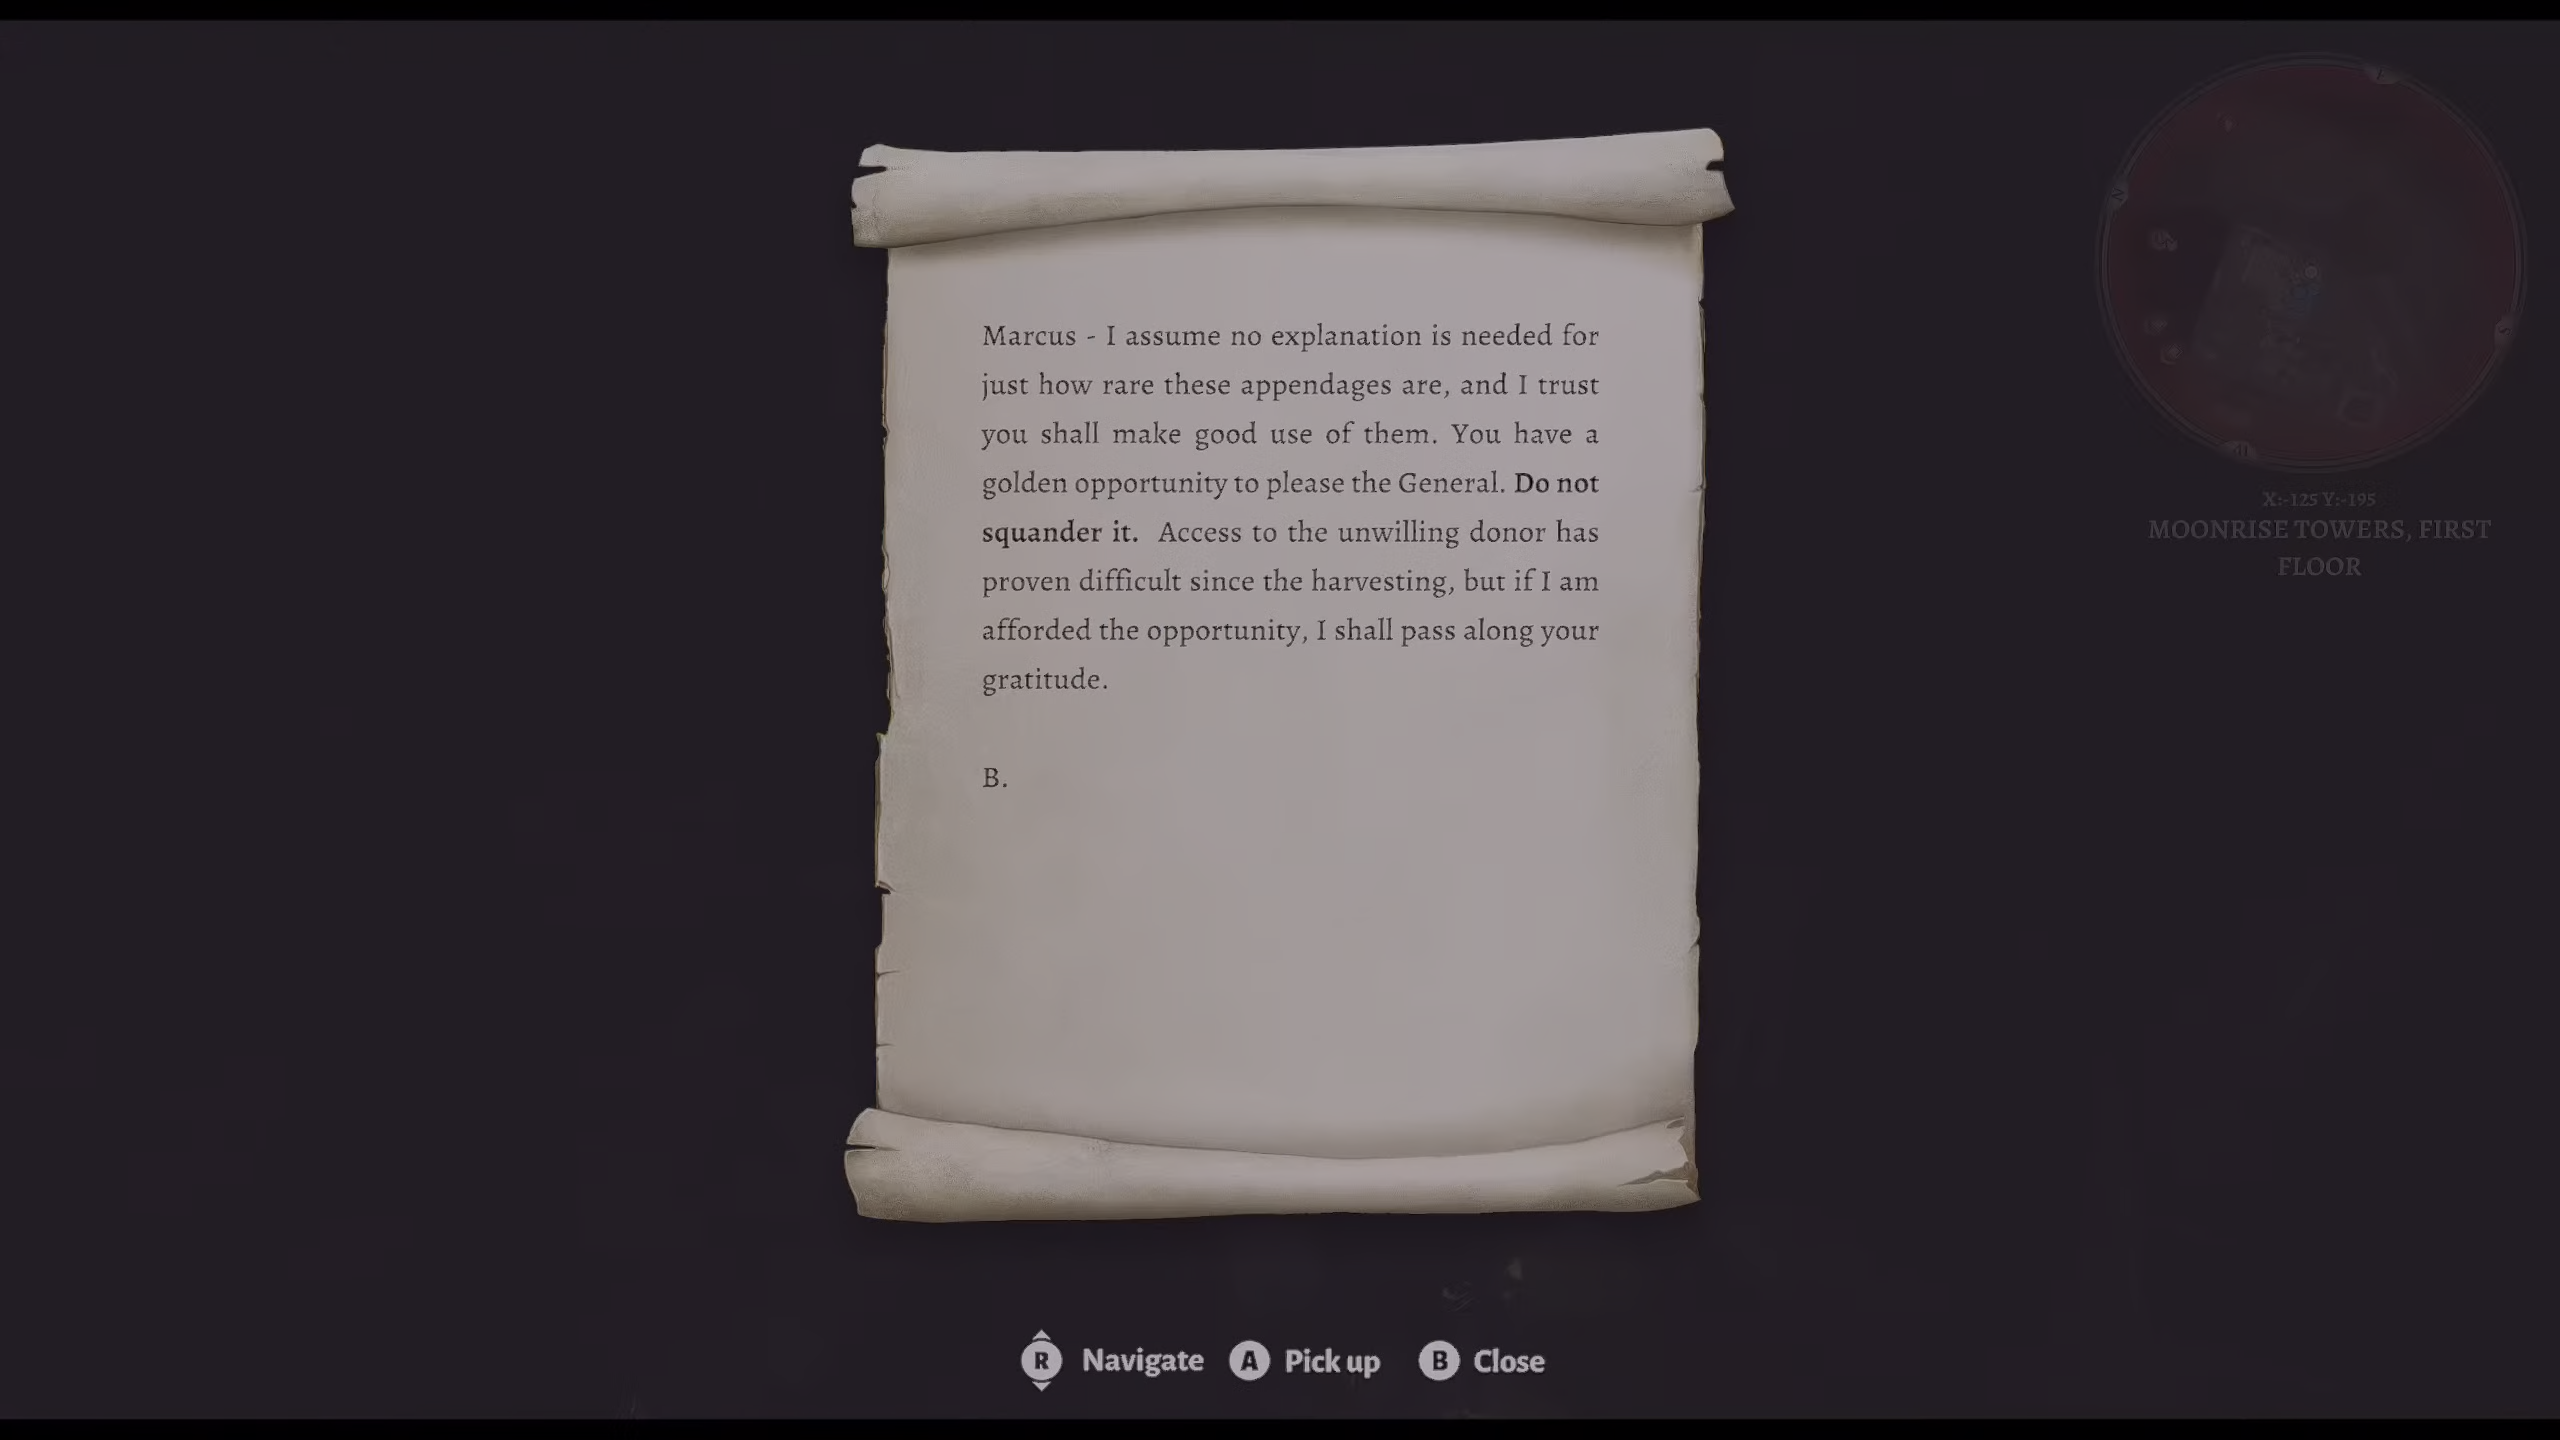 Marcus - I assume no explanation is needed for
just how rare these appendages are, and I trust
you shall make good use of them. You have a
golden opportunity to please the General. Do not
squander it.  Access to the unwilling donor has
proven difficult since the harvesting, but if I am
afforded the opportunity, I shall pass along your
gratitude.
B.
X:-125 Y:-195
MOONRISE TOWERS, FIRST
FLOOR
R Navigate A Pick up B Close